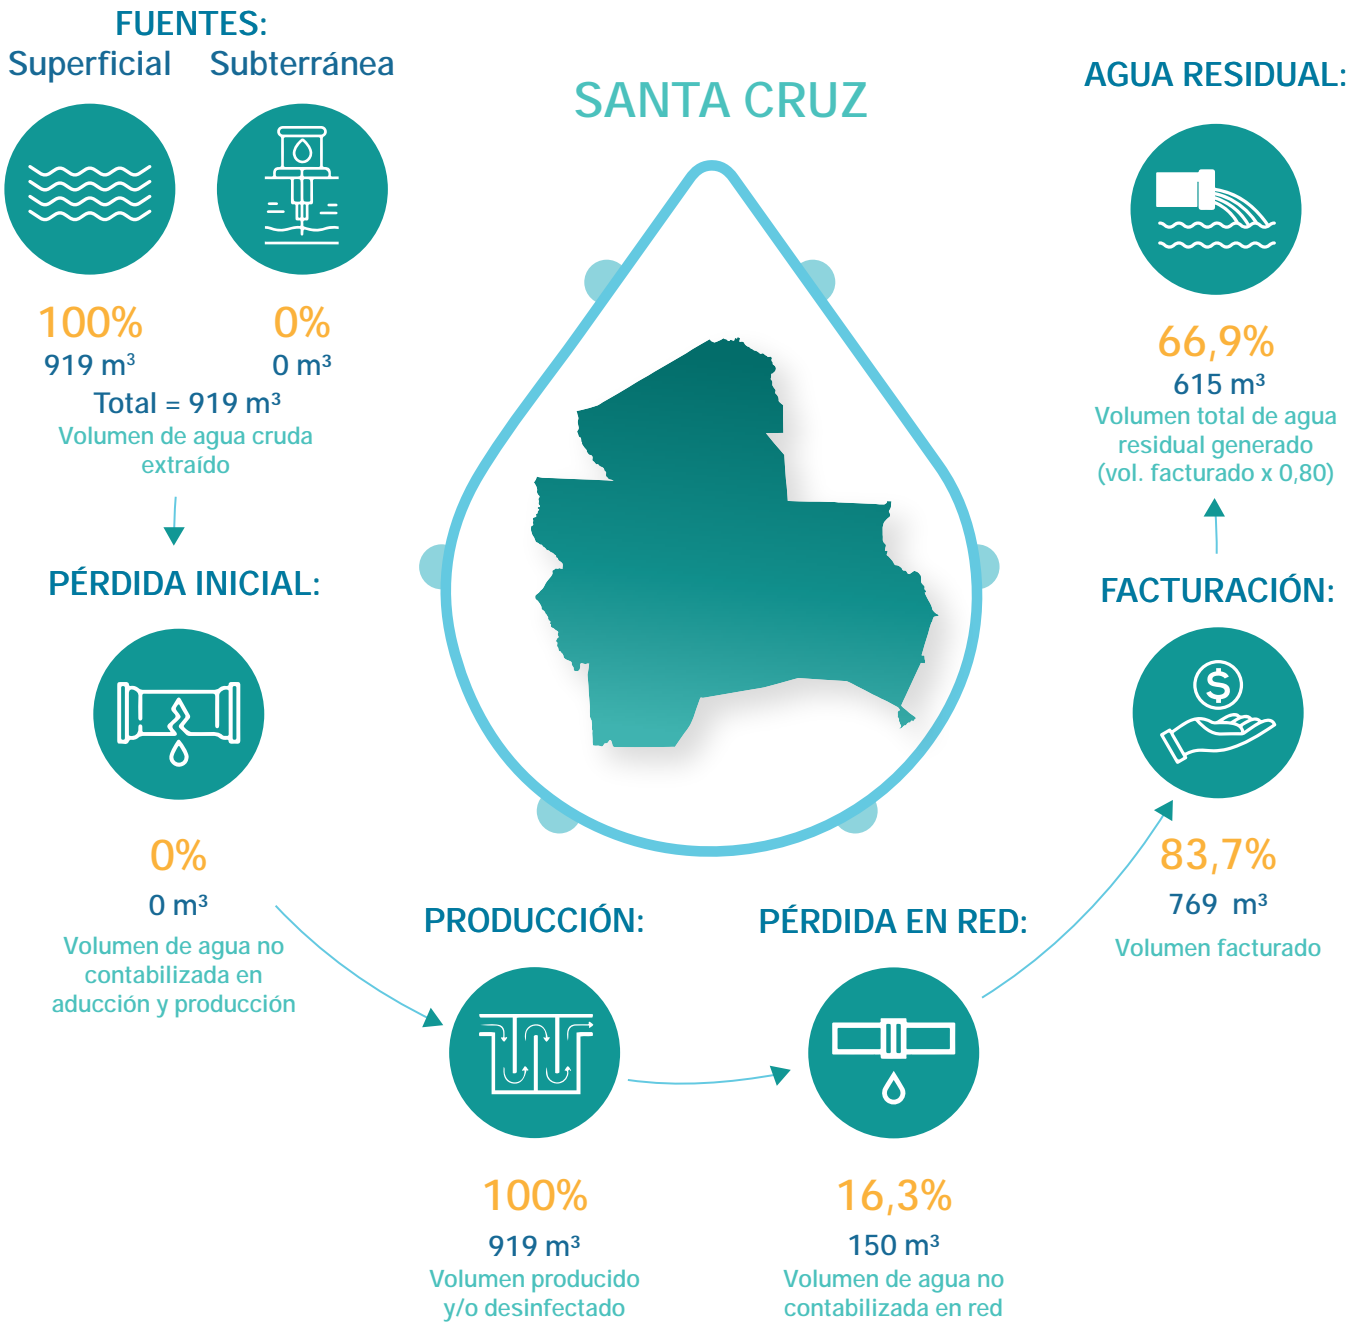 FUENTES:
Superficial
Subterránea
100%
919 m³
0%
0 m³
Total = 919 m³
Volumen de agua cruda
extraído
PÉRDIDA INICIAL:
0%
0 m³
Volumen de agua no
contabilizada en
aducción y producción
SANTA CRUZ
PRODUCCIÓN:
100%
919 m³
Volumen producido
y/o desinfectado
PÉRDIDA EN RED:
16,3%
150 m³
Volumen de agua no
contabilizada en red
FACTURACIÓN:
$
83,7%
769 m³
Volumen facturado
AGUA RESIDUAL:
66,9%
615 m³
Volumen total de agua
residual generado
(vol. facturado x 0,80)